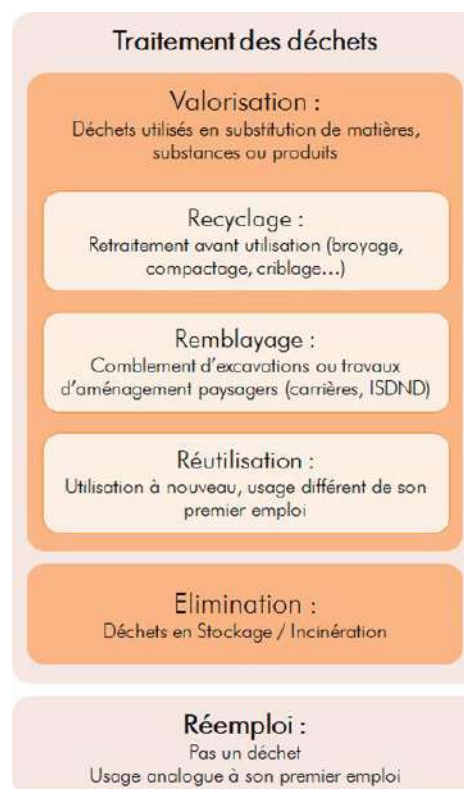 Traitement des déchets
Valorisation :
Déchets utilisés en substitution de matières,
substances ou produits
Recyclage :
Retraitement avant utilisation (broyage,
compactage, criblage...)
Remblayage :
Comblement d'excavations ou travaux
d'aménagement paysagers (carrières, ISDND)
Réutilisation :
Utilisation à nouveau, usage différent de son
premier emploi
Elimination :
Déchets en Stockage / Incinération
Réemploi :
Pas un déchet
Usage analogue à son premier emploi